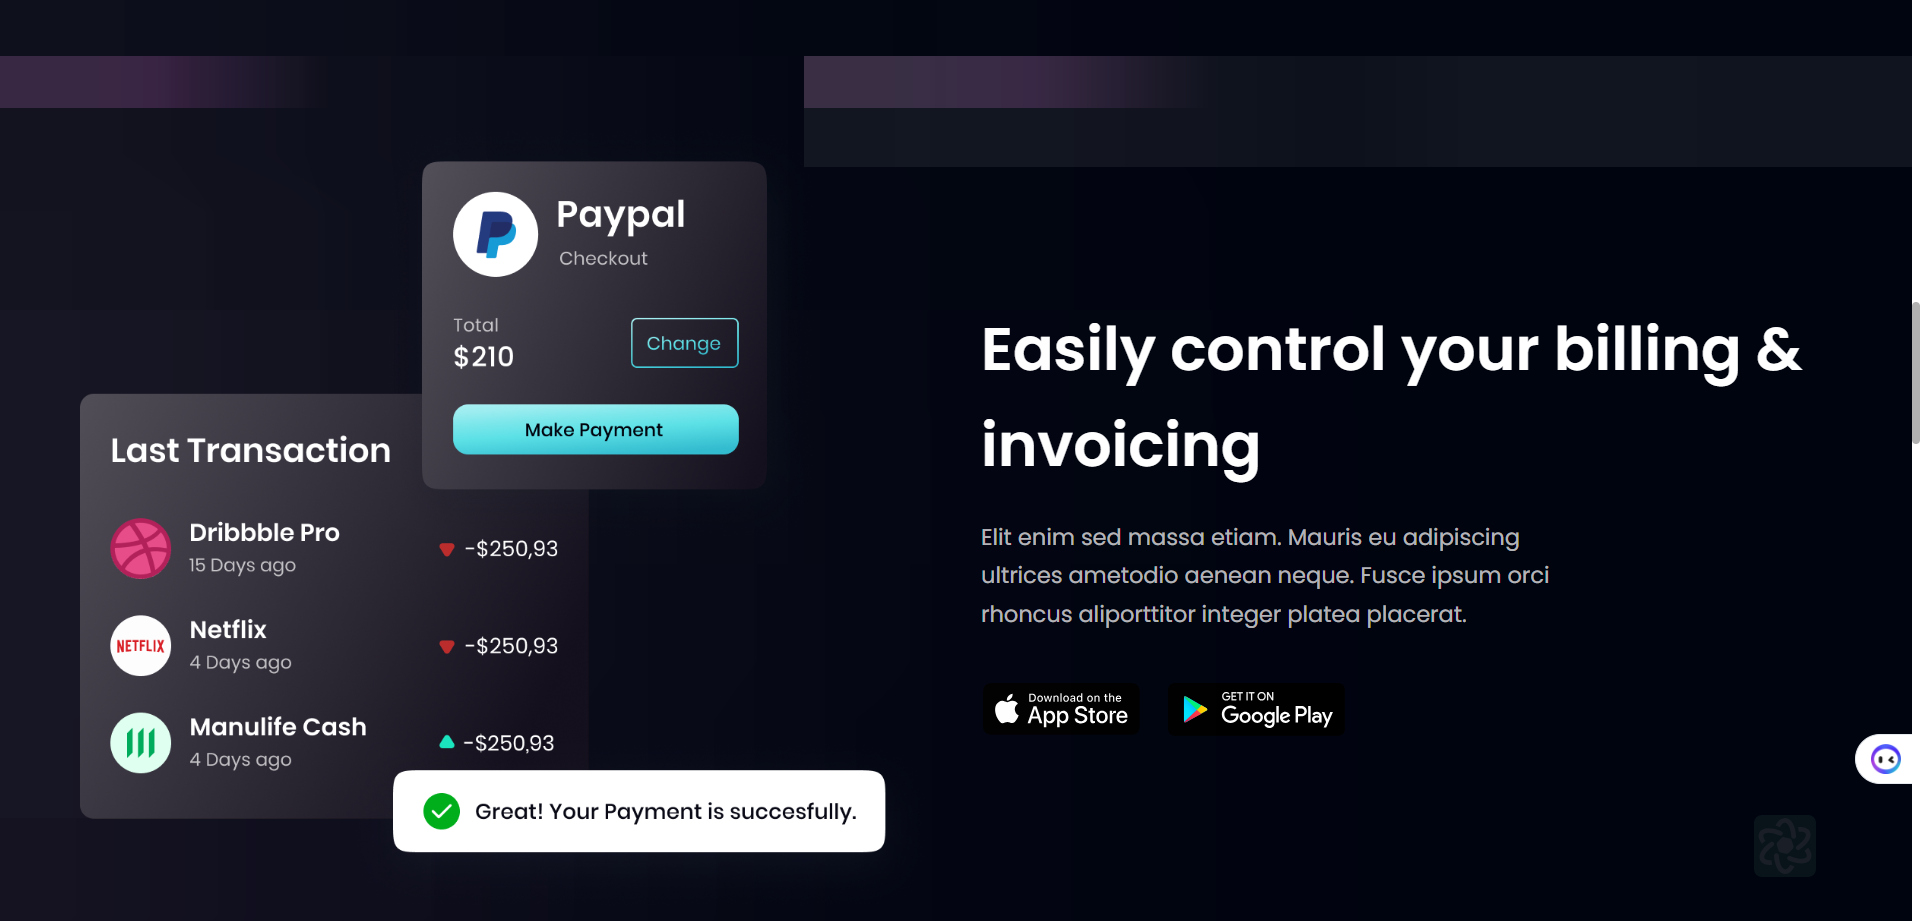 Paypal
Checkout
Total
$210
Change
Make Payment
Last Transaction
Dribbble Pro
15 Days ago
-$250,93
NETFLIX
Netflix
4 Days ago
-$250,93
Manulife Cash
4 Days ago
-$250,93
Great! Your Payment is succesfully.
Easily control your billing &
invoicing
Elit enim sed massa etiam. Mauris eu adipiscing
ultrices ametodio aenean neque. Fusce ipsum orci
rhoncus aliporttitor integer platea placerat.
Download on the
App Store
GET IT ON
Google Play